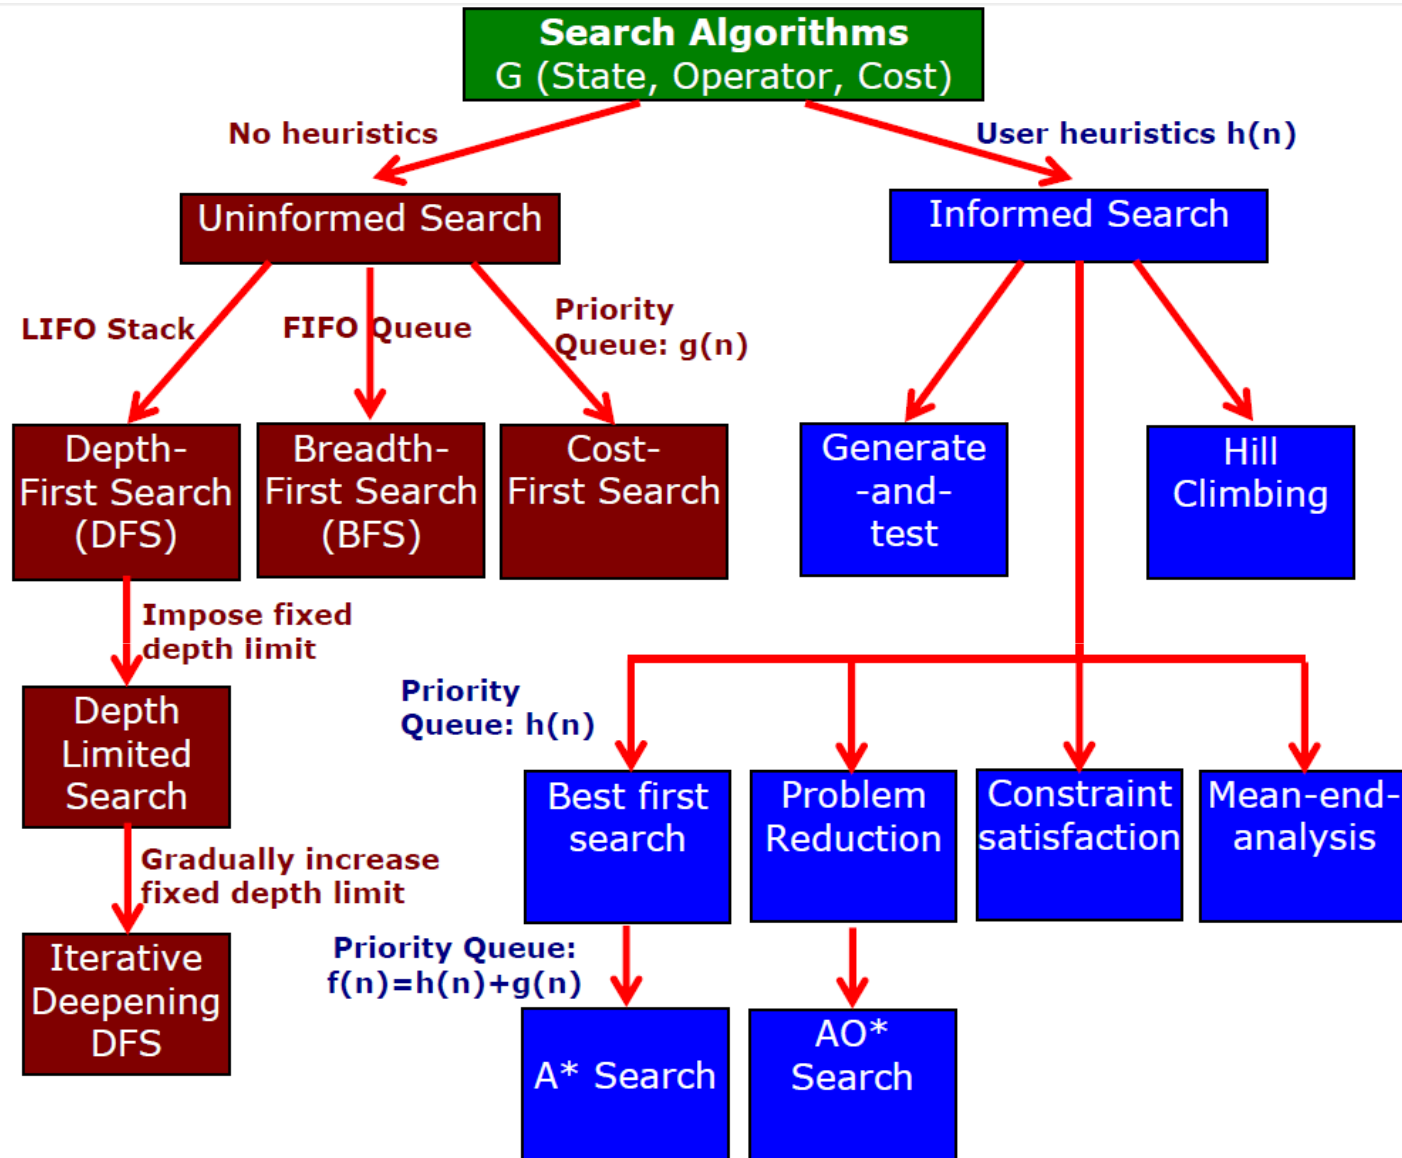 Search Algorithms
G (State, Operator, Cost)
No heuristics
User heuristics h(n)
Uninformed Search
Informed Search
LIFO Stack
FIFO Queue
Priority
Queue: g(n)
Depth-
First Search
(DFS)
Breadth-
First Search
(BFS)
Cost-
First Search
Generate
-and-
test
Hill
Climbing
Impose fixed
depth limit
Depth
Limited
Search
Priority
Queue: h(n)
Best first
search
Problem
Reduction
Constraint
satisfaction
Mean-end-
analysis
Gradually increase
fixed depth limit
Iterative
Deepening
DFS
Priority Queue:
f(n)=h(n)+g(n)
A* Search
AO*
Search